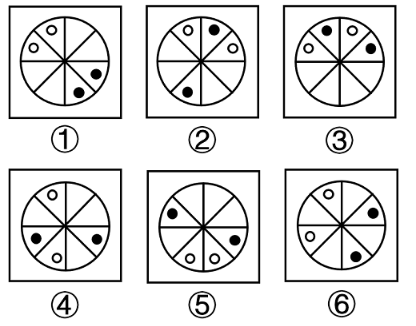 ① ② ③
④ ⑤ ⑥